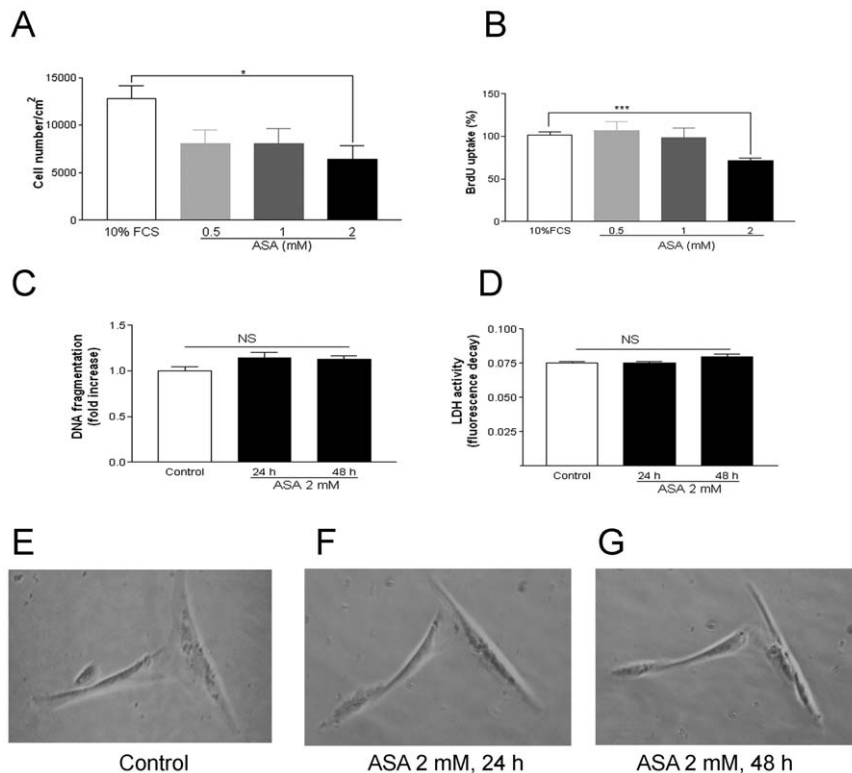 A
*
Cell number/cm²
15000
10000
5000
0
10% FCS
0.5
1
2
ASA (mM)
B
***
BrdU uptake (%)
150
100
50
0
10%FCS
0.5
1
2
ASA (mM)
C
NS
DNA fragmentation
(fold increase)
1.5
1.0
0.5
0.0
Control
24 h
48 h
ASA 2 mM
D
NS
LDH activity
(fluorescence decay)
0.100
0.075
0.050
0.025
Control
24 h
48 h
ASA 2 mM
E
F
G
Control
ASA 2 mM, 24 h
ASA 2 mM, 48 h